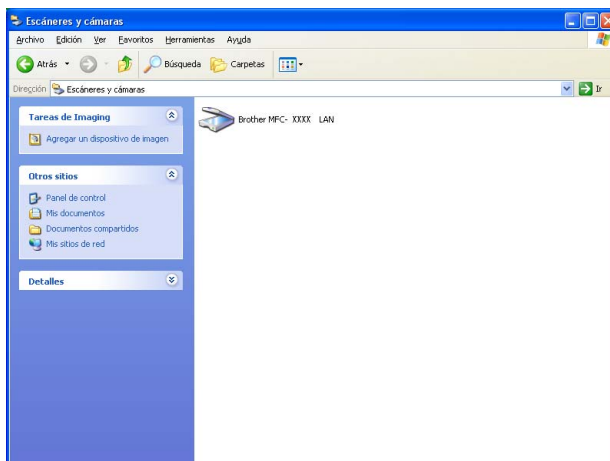 Escáneres y cámaras
Archivo Edición Ver Favoritos Herramientas Ayuda
Atrás Búsqueda Carpetas
Dirección Escáneres y cámaras Ir
Tareas de Imaging
Agregar un dispositivo de imagen
Otros sitios
Panel de control
Mis documentos
Documentos compartidos
Mis sitios de red
Detalles
Brother MFC- XXXX LAN